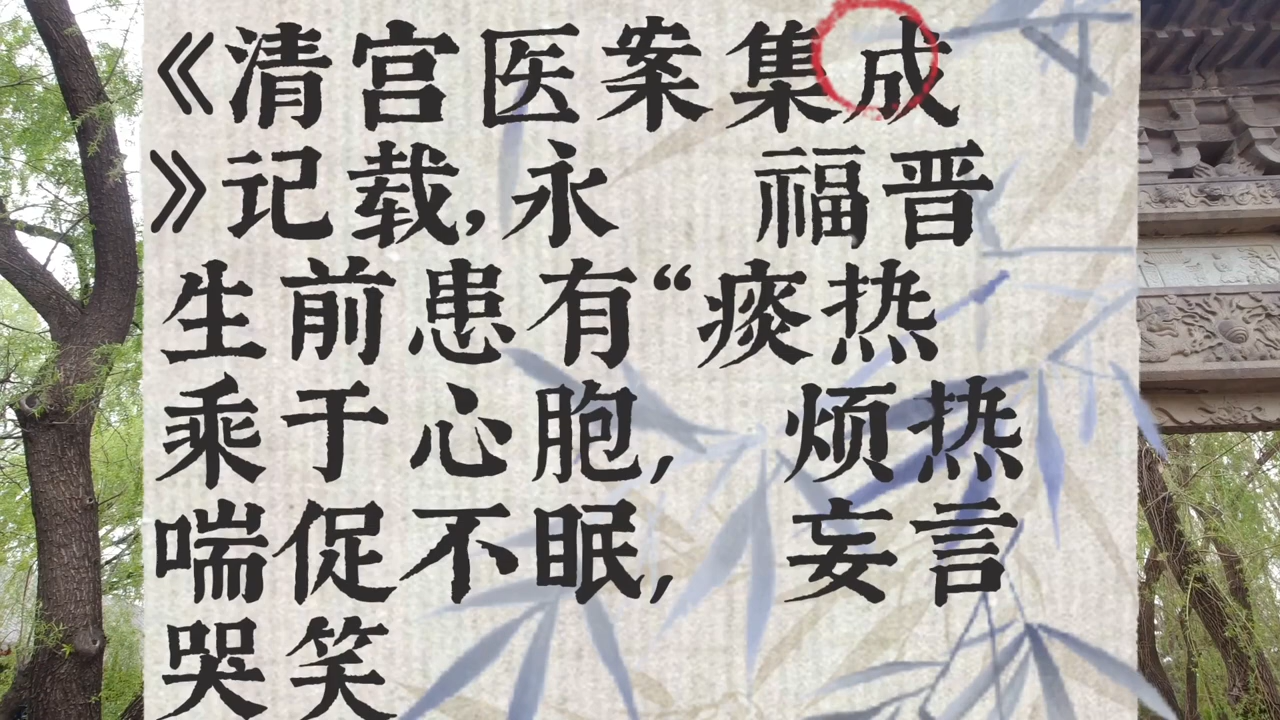 《清宫医案集成
》记载,永 福晋
生前患有“痰热
乘于心胞, 烦热
喘促不眠, 妄言
哭笑